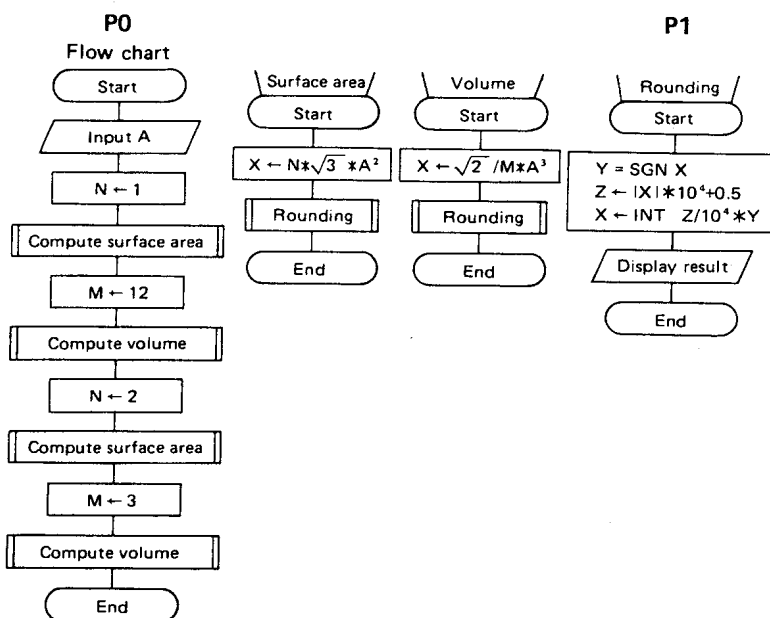 P0
Flow chart
Start
Input A
N ← 1
Compute surface area
M ← 12
Compute volume
N ← 2
Compute surface area
M ← 3
Compute volume
End
Surface area
Start
X ← N*√3 *A²
Rounding
End
Volume
Start
X ← √2 /M*A³
Rounding
End
P1
Rounding
Start
Y = SGN X
Z ← |X|*10⁴+0.5
X ← INT Z/10⁴*Y
Display result
End